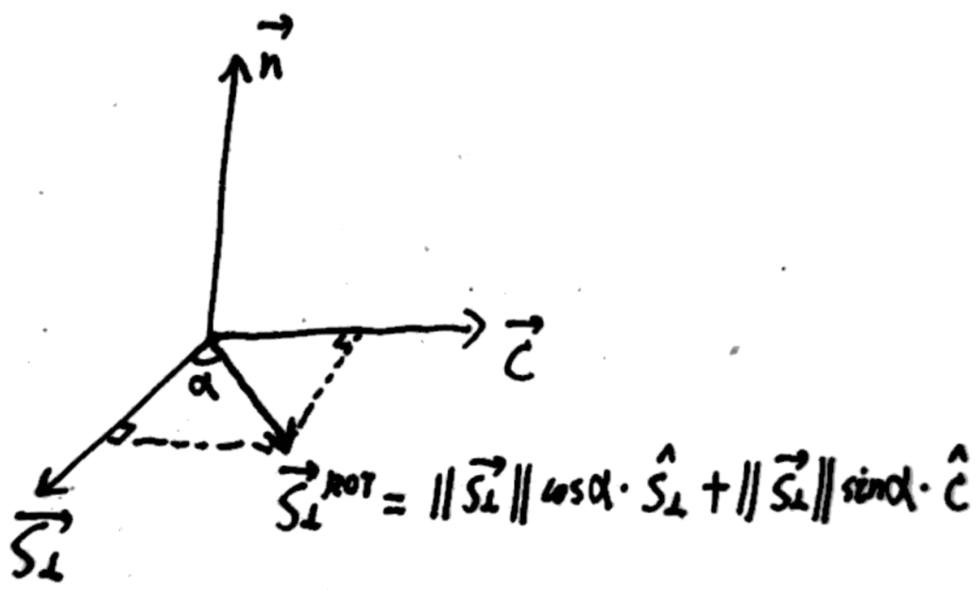 n⃗
α
C⃗
S⃗⊥
S⃗⊥ʳᵒᵗ = ‖S⃗⊥‖cosα · Ŝ⊥ + ‖S⃗⊥‖sinα · Ĉ